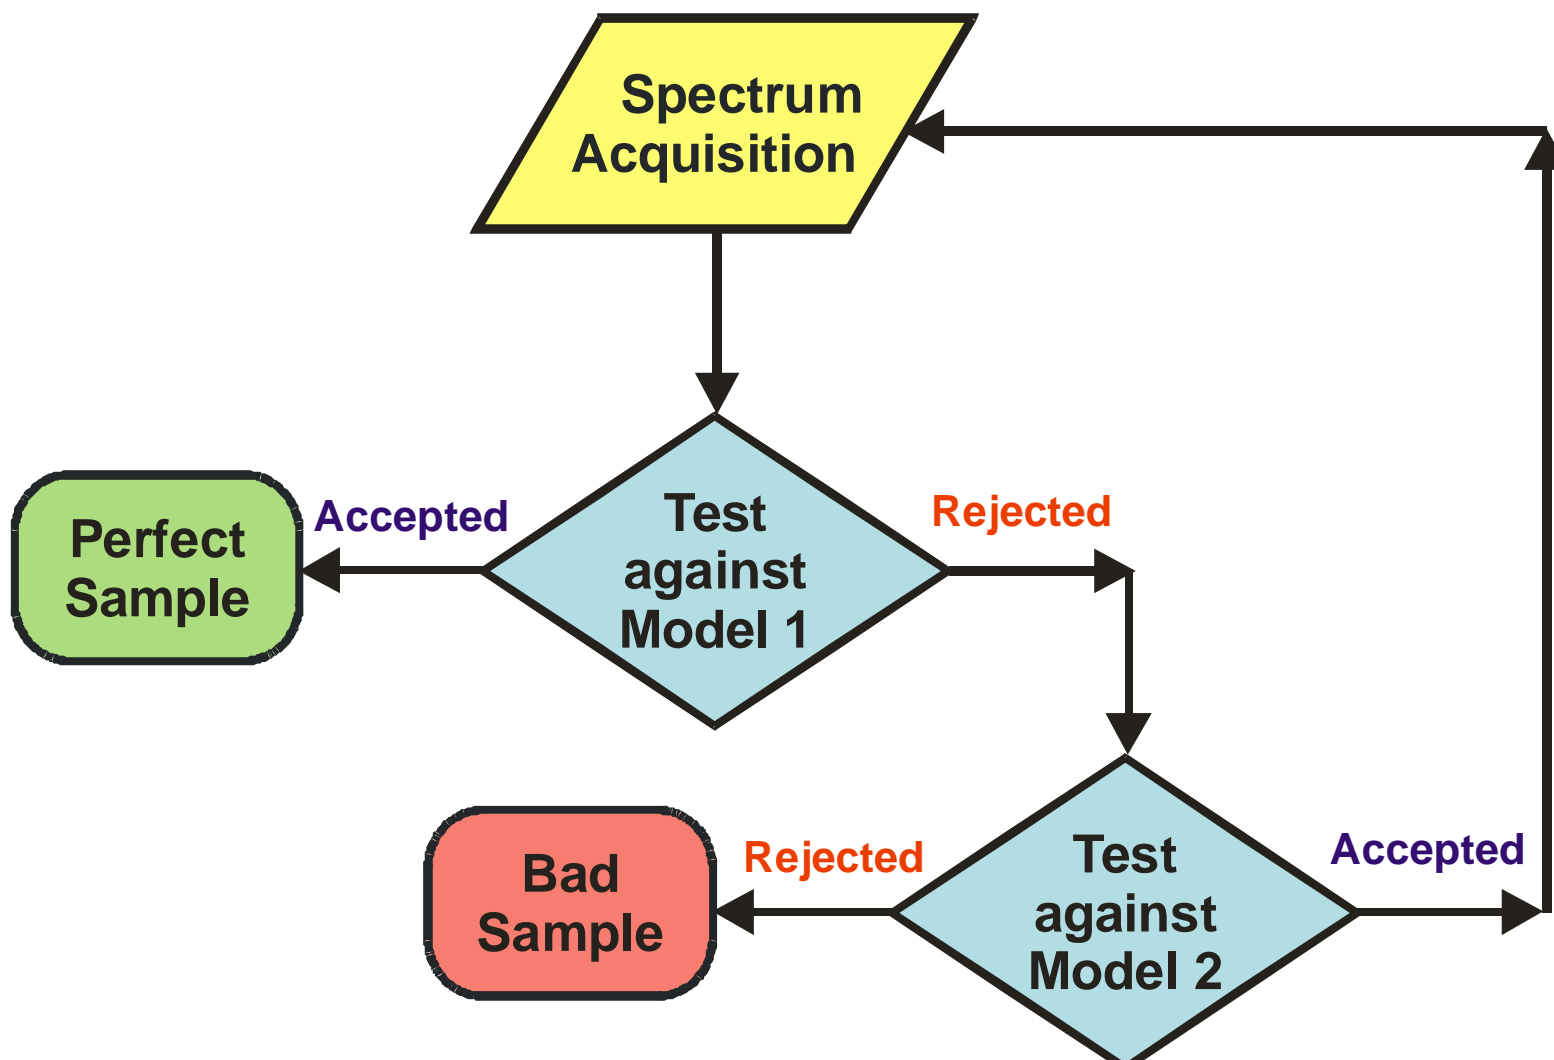 Spectrum
Acquisition
Accepted
Perfect
Sample
Test
against
Model 1
Rejected
Rejected
Bad
Sample
Test
against
Model 2
Accepted